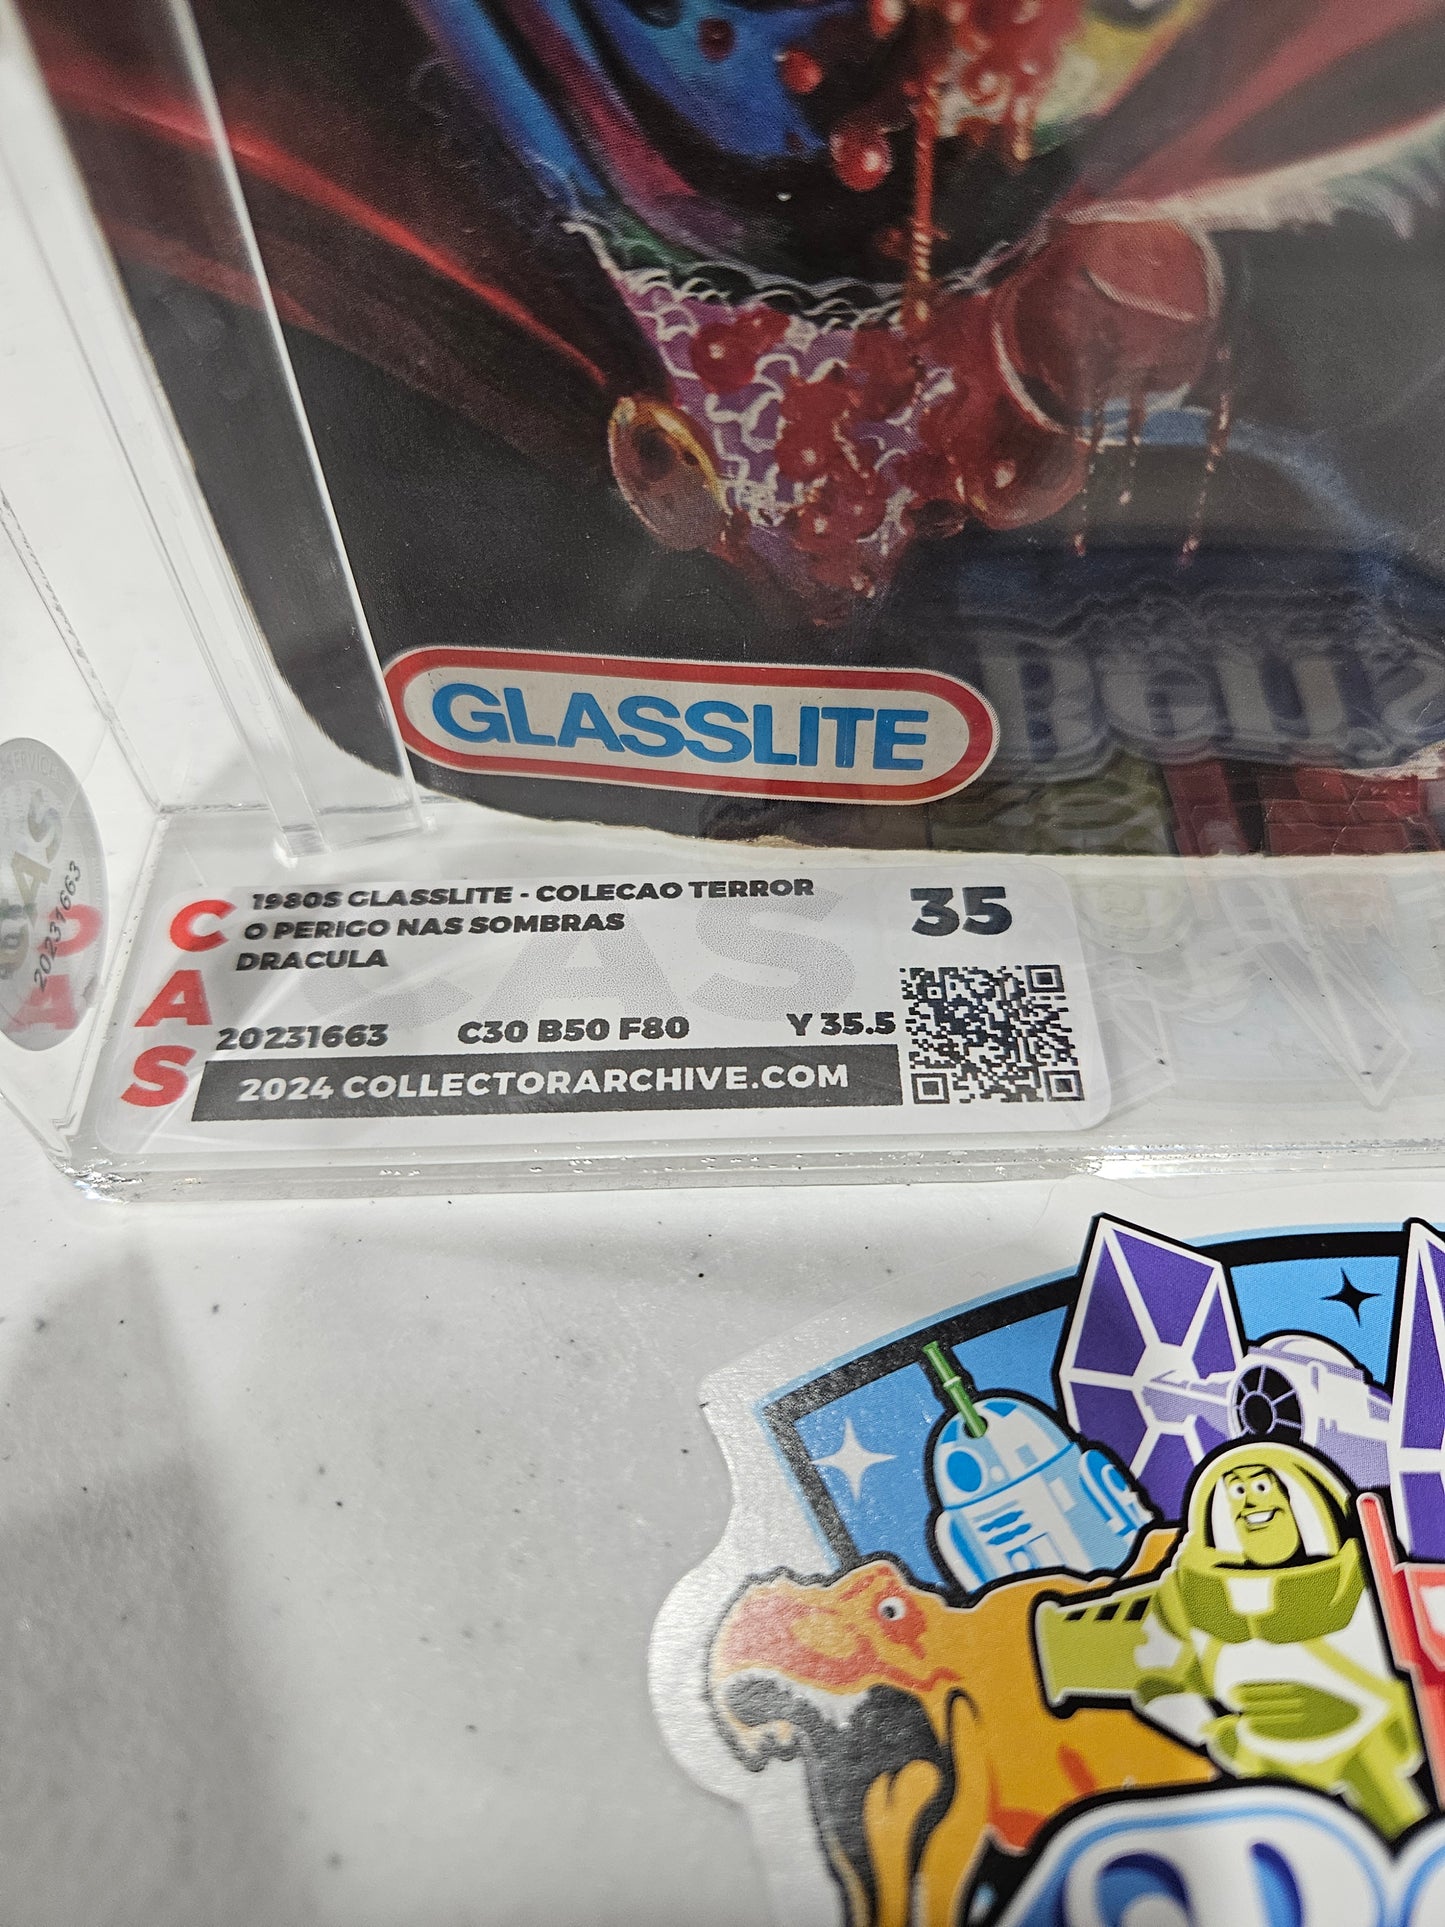 GLASSLITE
CAS
1980S GLASSLITE - COLECAO TERROR
O PERIGO NAS SOMBRAS
DRACULA
35
20231663 C30 B50 F80 Y 35.5
2024 COLLECTORARCHIVE.COM
CAS
20231663